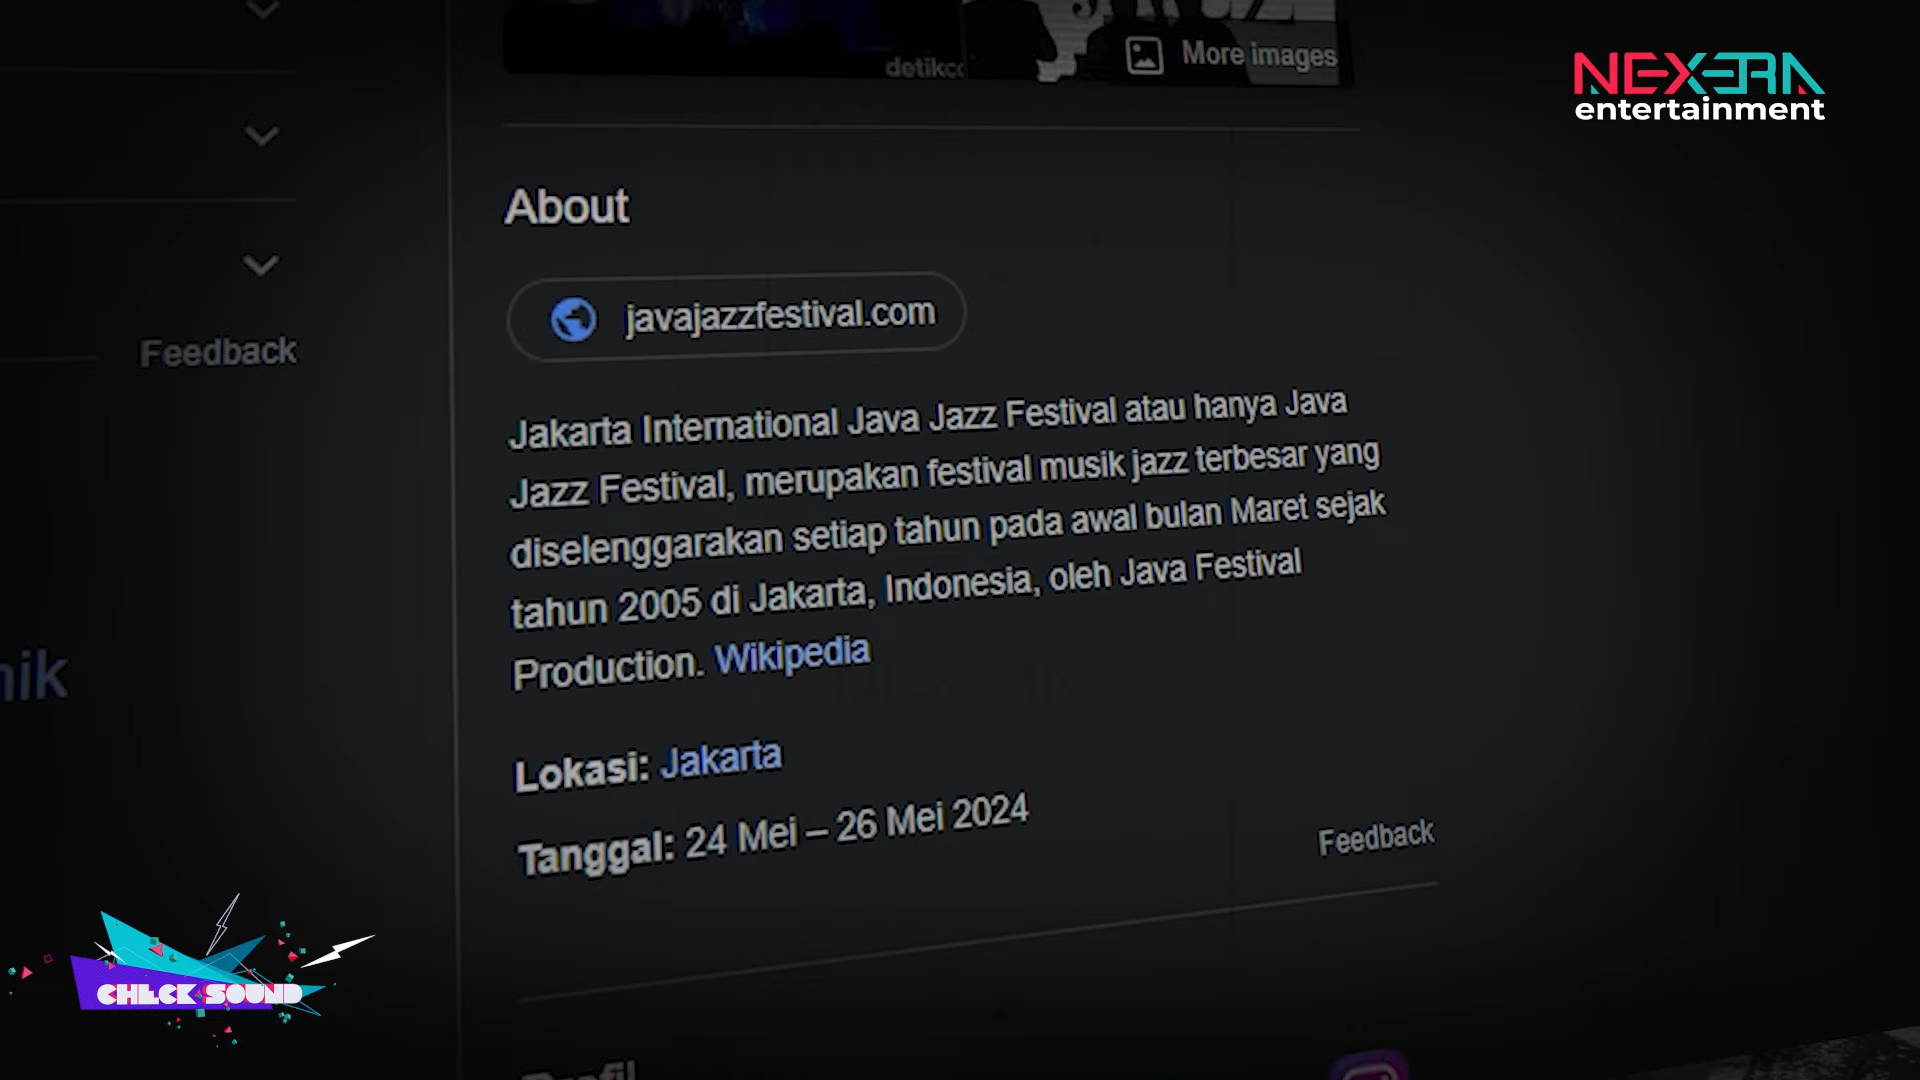 More images
NEXERA
entertainment
About
javajazzfestival.com
Feedback
Jakarta International Java Jazz Festival atau hanya Java
Jazz Festival, merupakan festival musik jazz terbesar yang
diselenggarakan setiap tahun pada awal bulan Maret sejak
tahun 2005 di Jakarta, Indonesia, oleh Java Festival
Production. Wikipedia
Lokasi: Jakarta
Tanggal: 24 Mei – 26 Mei 2024
Feedback
CHECK SOUND
Profil